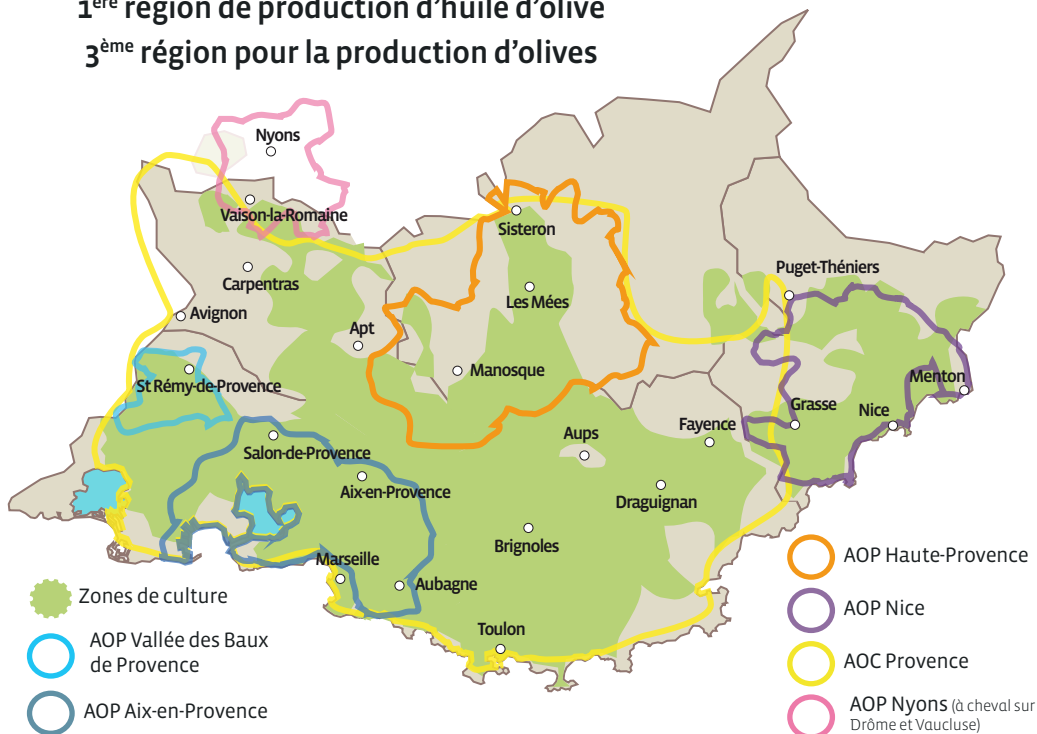 1ère région de production d'huile d'olive
3ème région pour la production d'olives
Nyons
Vaison-la-Romaine
Sisteron
Carpentras
Puget-Théniers
Les Mées
Avignon
Apt
Manosque
St Rémy-de-Provence
Menton
Grasse
Nice
Fayence
Aups
Salon-de-Provence
Aix-en-Provence
Draguignan
Brignoles
Marseille
Aubagne
Toulon
Zones de culture
AOP Vallée des Baux
de Provence
AOP Aix-en-Provence
AOP Haute-Provence
AOP Nice
AOC Provence
AOP Nyons (à cheval sur
Drôme et Vaucluse)